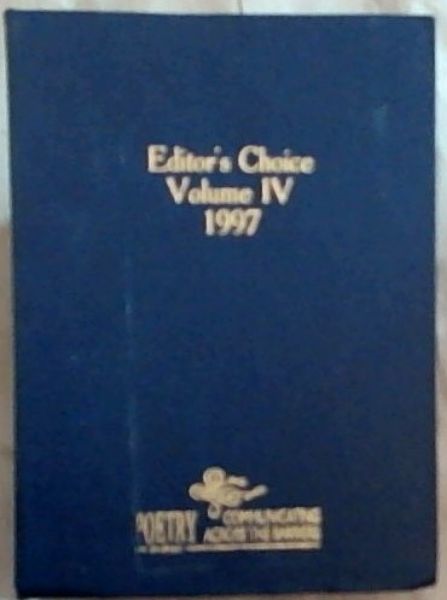 Editor's Choice
Volume IV
1997
POETRY COMMUNICATING
ACROSS THE BARRIERS